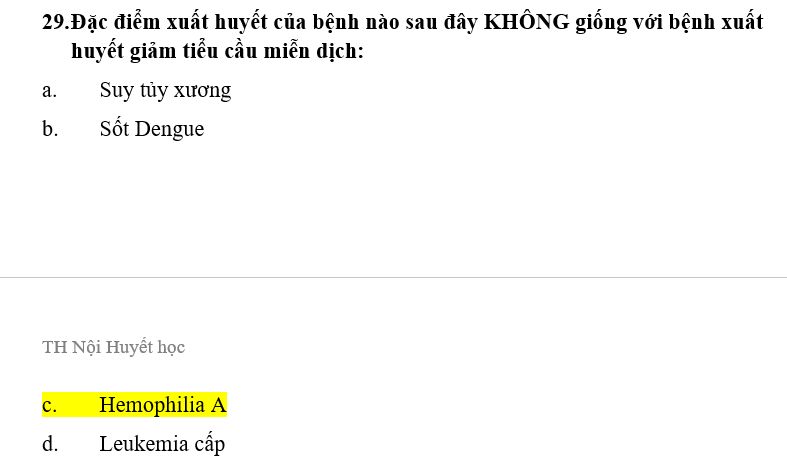 29.Đặc điểm xuất huyết của bệnh nào sau đây KHÔNG giống với bệnh xuất
huyết giảm tiểu cầu miễn dịch:
a. Suy tủy xương
b. Sốt Dengue
TH Nội Huyết học
c. Hemophilia A
d. Leukemia cấp